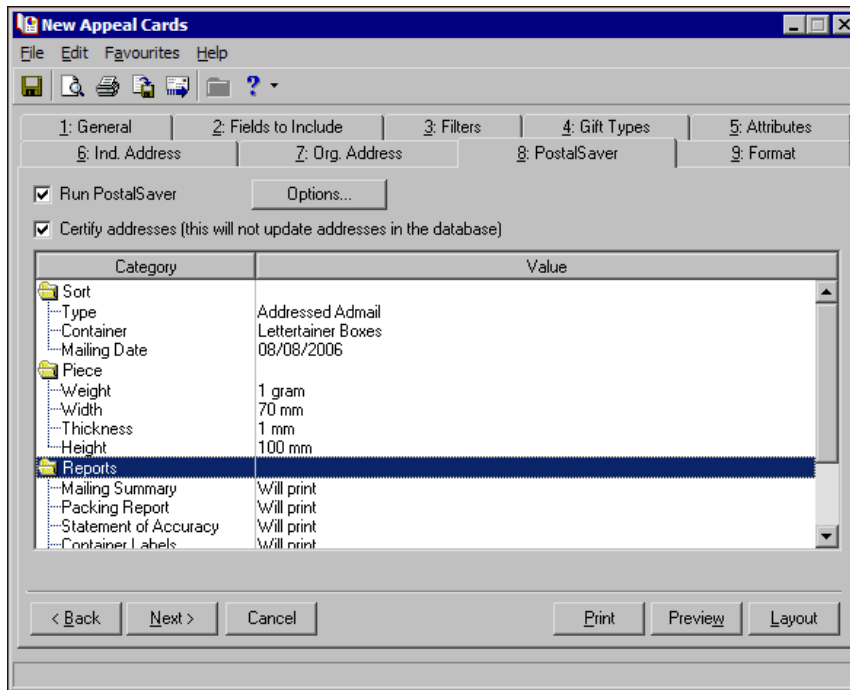 New Appeal Cards
File Edit Favourites Help
1: General 2: Fields to Include 3: Filters 4: Gift Types 5: Attributes
6: Ind. Address 7: Org. Address 8: PostalSaver 9: Format
Run PostalSaver Options...
Certify addresses (this will not update addresses in the database)
Category Value
Sort
Type Addressed Admail
Container Lettertainer Boxes
Mailing Date 08/08/2006
Piece
Weight 1 gram
Width 70 mm
Thickness 1 mm
Height 100 mm
Reports
Mailing Summary Will print
Packing Report Will print
Statement of Accuracy Will print
Container Labels Will print
< Back Next > Cancel Print Preview Layout